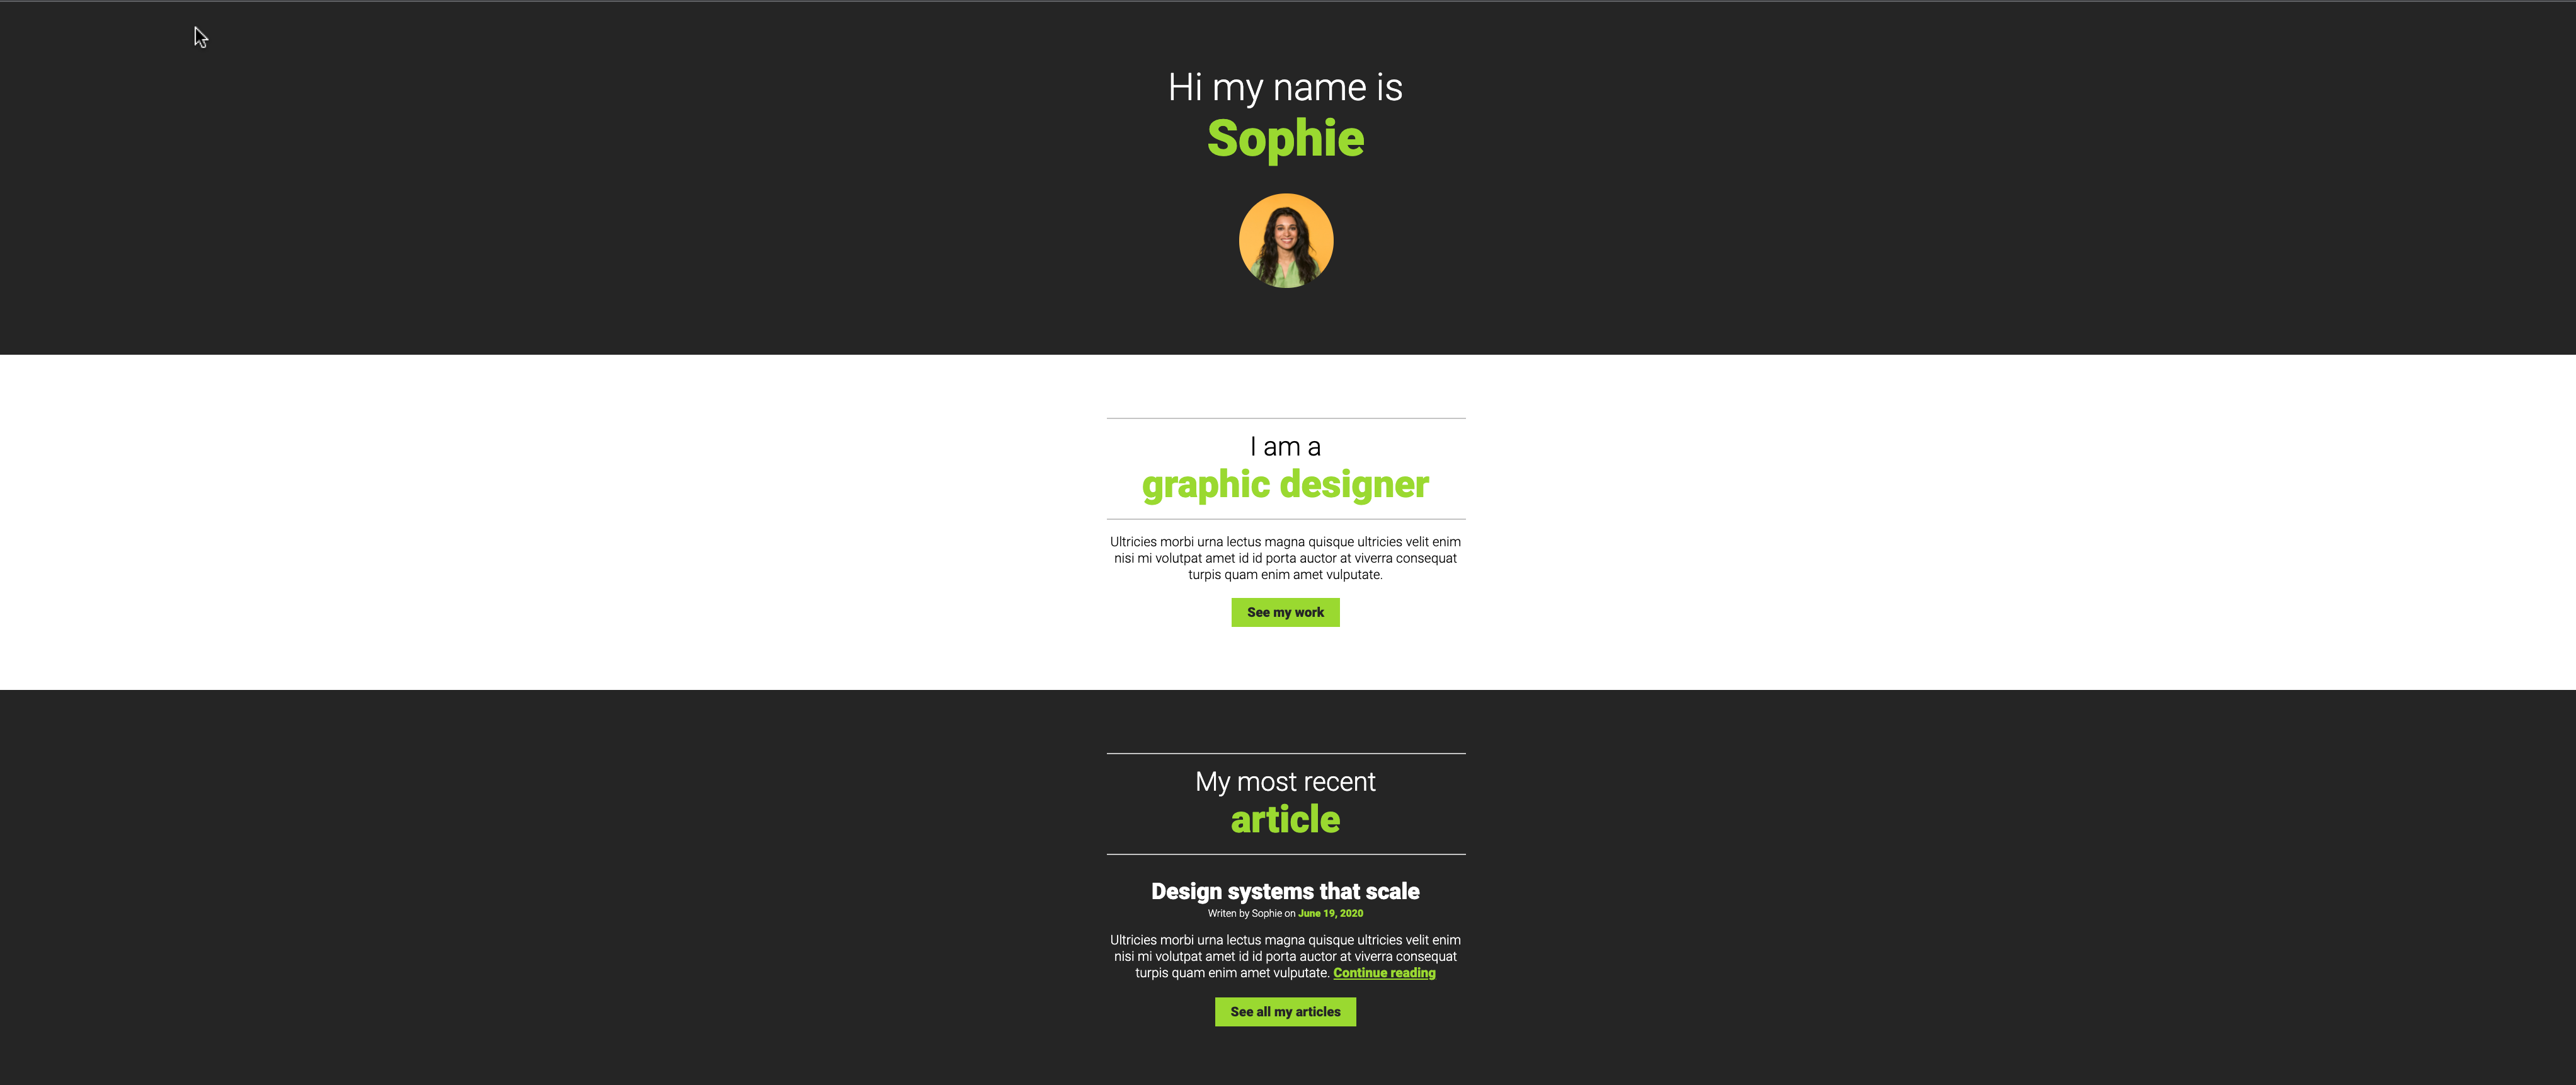 Hi my name is
Sophie
I am a
graphic designer
Ultricies morbi urna lectus magna quisque ultricies velit enim
nisi mi volutpat amet id id porta auctor at viverra consequat
turpis quam enim amet vulputate.
See my work
My most recent
article
Design systems that scale
Writen by Sophie on June 19, 2020
Ultricies morbi urna lectus magna quisque ultricies velit enim
nisi mi volutpat amet id id porta auctor at viverra consequat
turpis quam enim amet vulputate. Continue reading
See all my articles